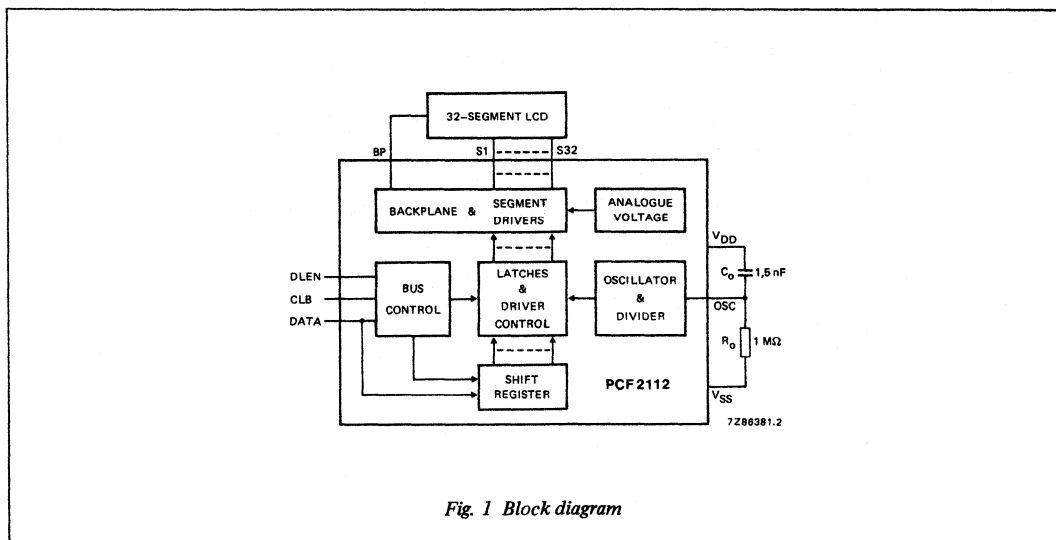 32-SEGMENT LCD
BP
S1
S32
BACKPLANE & SEGMENT
DRIVERS
ANALOGUE
VOLTAGE
VDD
Co
1,5 nF
DLEN
CLB
DATA
BUS
CONTROL
LATCHES
&
DRIVER
CONTROL
OSCILLATOR
&
DIVIDER
OSC
Ro
1 MΩ
SHIFT
REGISTER
PCF2112
VSS
7Z86381.2
Fig. 1 Block diagram